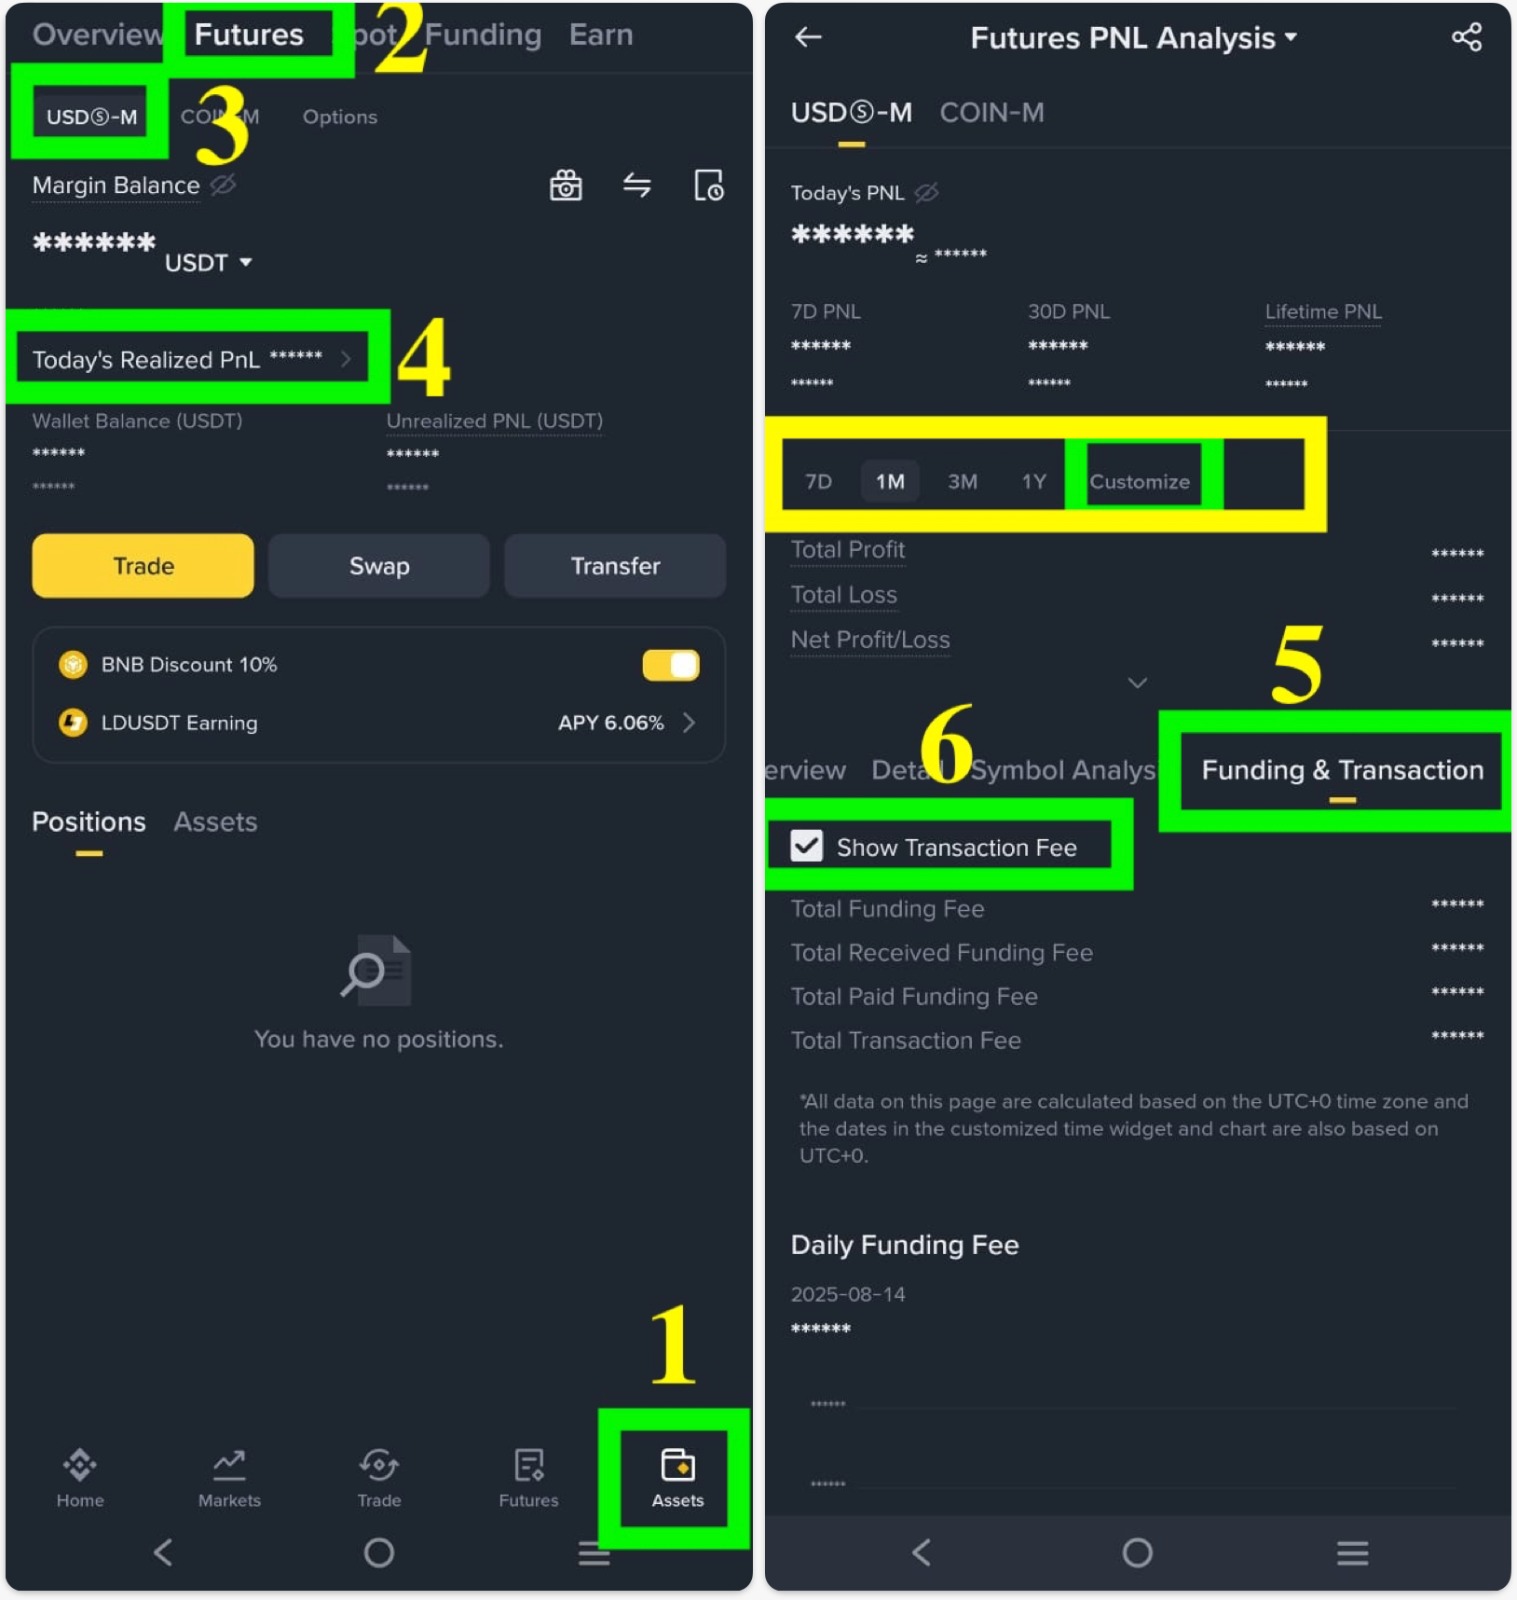 Overview Futures Spot Funding Earn
2
USDⓈ-M COIN-M Options
3
Margin Balance
******
USDT
Today's Realized PnL ******
4
Wallet Balance (USDT) Unrealized PNL (USDT)
****** ******
****** ******
Trade Swap Transfer
BNB Discount 10%
LDUSDT Earning APY 6.06%
Positions Assets
You have no positions.
1
Home Markets Trade Futures Assets
Futures PNL Analysis
USDⓈ-M COIN-M
Today's PNL
******
≈ ******
7D PNL 30D PNL Lifetime PNL
****** ****** ******
****** ****** ******
7D 1M 3M 1Y Customize
Total Profit ******
Total Loss ******
Net Profit/Loss ******
5
6
erview Detail Symbol Analys Funding & Transaction
Show Transaction Fee
Total Funding Fee ******
Total Received Funding Fee ******
Total Paid Funding Fee ******
Total Transaction Fee ******
*All data on this page are calculated based on the UTC+0 time zone and
the dates in the customized time widget and chart are also based on
UTC+0.
Daily Funding Fee
2025-08-14
******
******
******